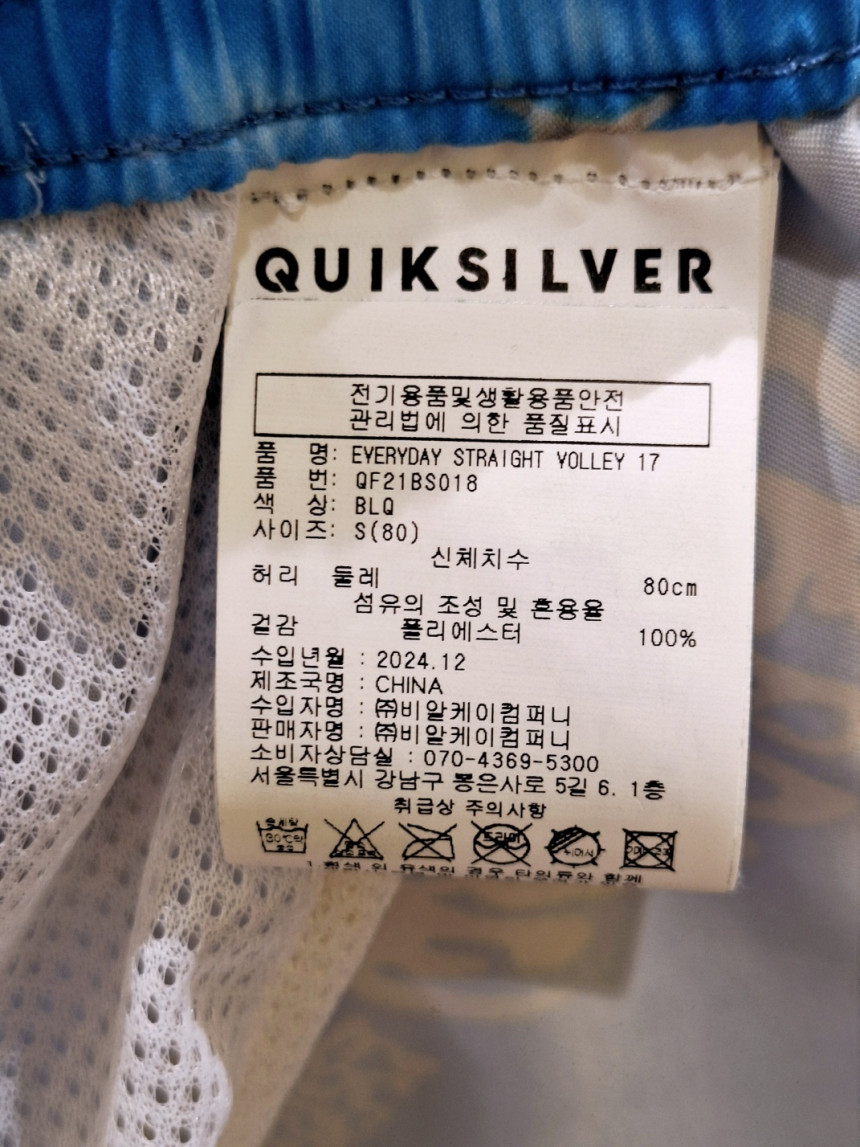 QUIKSILVER
전기용품및생활용품안전
관리법에 의한 품질표시
품 명: EVERYDAY STRAIGHT VOLLEY 17
품 번: QF21BS018
색 상: BLQ
사이즈: S(80)
신체치수
허리 둘레 80cm
섬유의 조성 및 혼용율
겉감 폴리에스터 100%
수입년월 : 2024.12
제조국명 : CHINA
수입자명 : ㈜비알케이컴퍼니
판매자명 : ㈜비알케이컴퍼니
소비자상담실 : 070-4369-5300
서울특별시 강남구 봉은사로 5길 6. 1층
취급상 주의사항
30℃
드라이